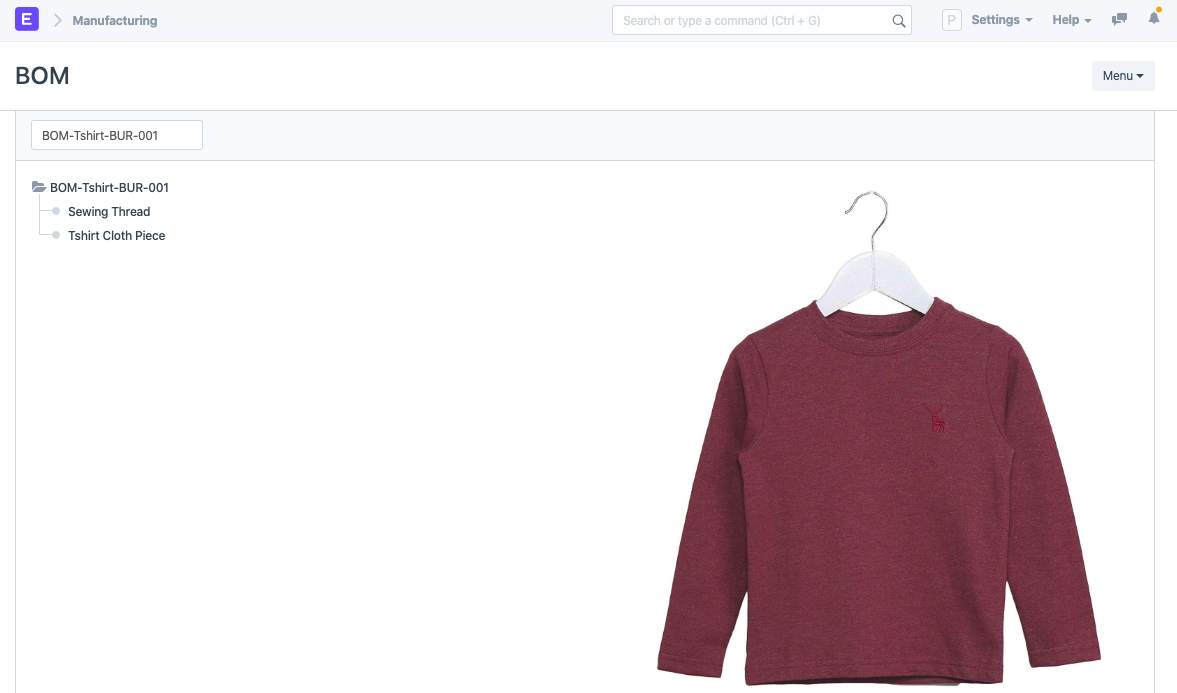 E
Manufacturing
Search or type a command (Ctrl + G)
P
Settings
Help
BOM
Menu
BOM-Tshirt-BUR-001
BOM-Tshirt-BUR-001
Sewing Thread
Tshirt Cloth Piece